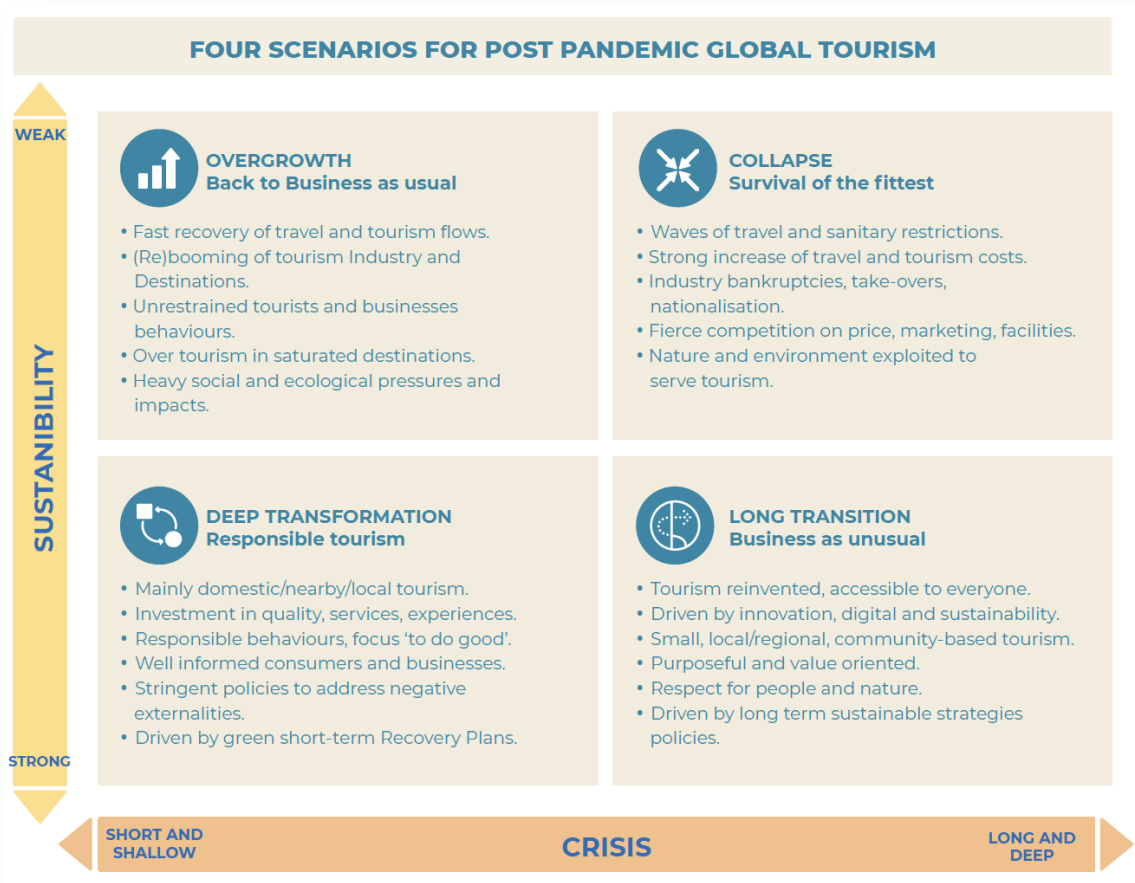 FOUR SCENARIOS FOR POST PANDEMIC GLOBAL TOURISM
WEAK
SUSTANIBILITY
STRONG
OVERGROWTH
Back to Business as usual
• Fast recovery of travel and tourism flows.
• (Re)booming of tourism Industry and
Destinations.
• Unrestrained tourists and businesses
behaviours.
• Over tourism in saturated destinations.
• Heavy social and ecological pressures and
impacts.
COLLAPSE
Survival of the fittest
• Waves of travel and sanitary restrictions.
• Strong increase of travel and tourism costs.
• Industry bankruptcies, take-overs,
nationalisation.
• Fierce competition on price, marketing, facilities.
• Nature and environment exploited to
serve tourism.
DEEP TRANSFORMATION
Responsible tourism
• Mainly domestic/nearby/local tourism.
• Investment in quality, services, experiences.
• Responsible behaviours, focus ‘to do good’.
• Well informed consumers and businesses.
• Stringent policies to address negative
externalities.
• Driven by green short-term Recovery Plans.
LONG TRANSITION
Business as unusual
• Tourism reinvented, accessible to everyone.
• Driven by innovation, digital and sustainability.
• Small, local/regional, community-based tourism.
• Purposeful and value oriented.
• Respect for people and nature.
• Driven by long term sustainable strategies
policies.
SHORT AND
SHALLOW
CRISIS
LONG AND
DEEP